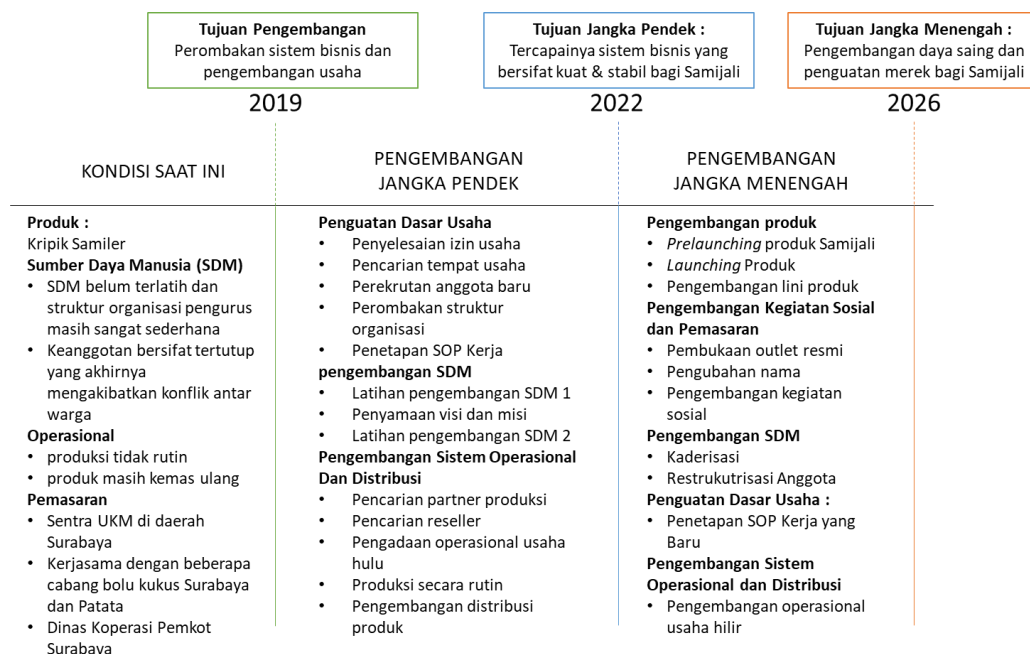 Tujuan Pengembangan
Perombakan sistem bisnis dan
pengembangan usaha
2019
Tujuan Jangka Pendek :
Tercapainya sistem bisnis yang
bersifat kuat & stabil bagi Samijali
2022
Tujuan Jangka Menengah :
Pengembangan daya saing dan
penguatan merek bagi Samijali
2026
KONDISI SAAT INI
Produk :
Kripik Samiler
Sumber Daya Manusia (SDM)
• SDM belum terlatih dan
struktur organisasi pengurus
masih sangat sederhana
• Keanggotan bersifat tertutup
yang akhirnya
mengakibatkan konflik antar
warga
Operasional
• produksi tidak rutin
• produk masih kemas ulang
Pemasaran
• Sentra UKM di daerah
Surabaya
• Kerjasama dengan beberapa
cabang bolu kukus Surabaya
dan Patata
• Dinas Koperasi Pemkot
Surabaya
PENGEMBANGAN
JANGKA PENDEK
Penguatan Dasar Usaha
• Penyelesaian izin usaha
• Pencarian tempat usaha
• Perekrutan anggota baru
• Perombakan struktur
organisasi
• Penetapan SOP Kerja
pengembangan SDM
• Latihan pengembangan SDM 1
• Penyamaan visi dan misi
• Latihan pengembangan SDM 2
Pengembangan Sistem Operasional
Dan Distribusi
• Pencarian partner produksi
• Pencarian reseller
• Pengadaan operasional usaha
hulu
• Produksi secara rutin
• Pengembangan distribusi
produk
PENGEMBANGAN
JANGKA MENENGAH
Pengembangan produk
• Prelaunching produk Samijali
• Launching Produk
• Pengembangan lini produk
Pengembangan Kegiatan Sosial
dan Pemasaran
• Pembukaan outlet resmi
• Pengubahan nama
• Pengembangan kegiatan
sosial
Pengembangan SDM
• Kaderisasi
• Restrukutrisasi Anggota
Penguatan Dasar Usaha :
• Penetapan SOP Kerja yang
Baru
Pengembangan Sistem
Operasional dan Distribusi
• Pengembangan operasional
usaha hilir